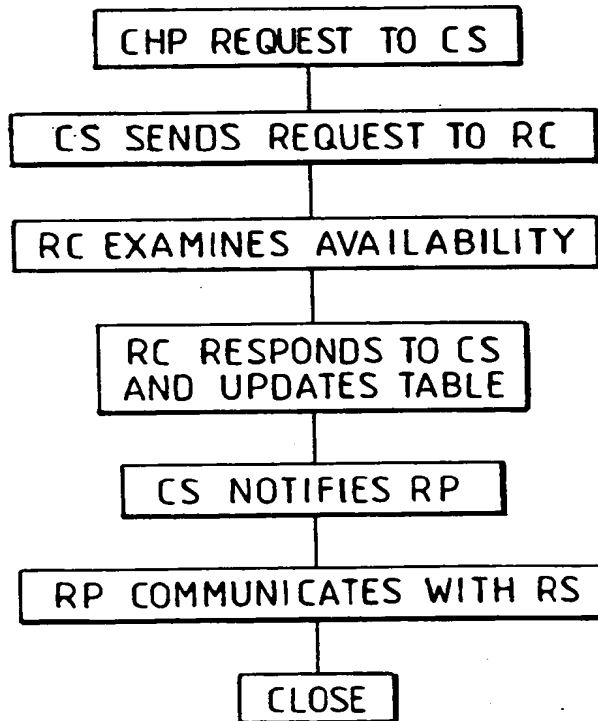 CHP REQUEST TO CS
CS SENDS REQUEST TO RC
RC EXAMINES AVAILABILITY
RC RESPONDS TO CS
AND UPDATES TABLE
CS NOTIFIES RP
RP COMMUNICATES WITH RS
CLOSE